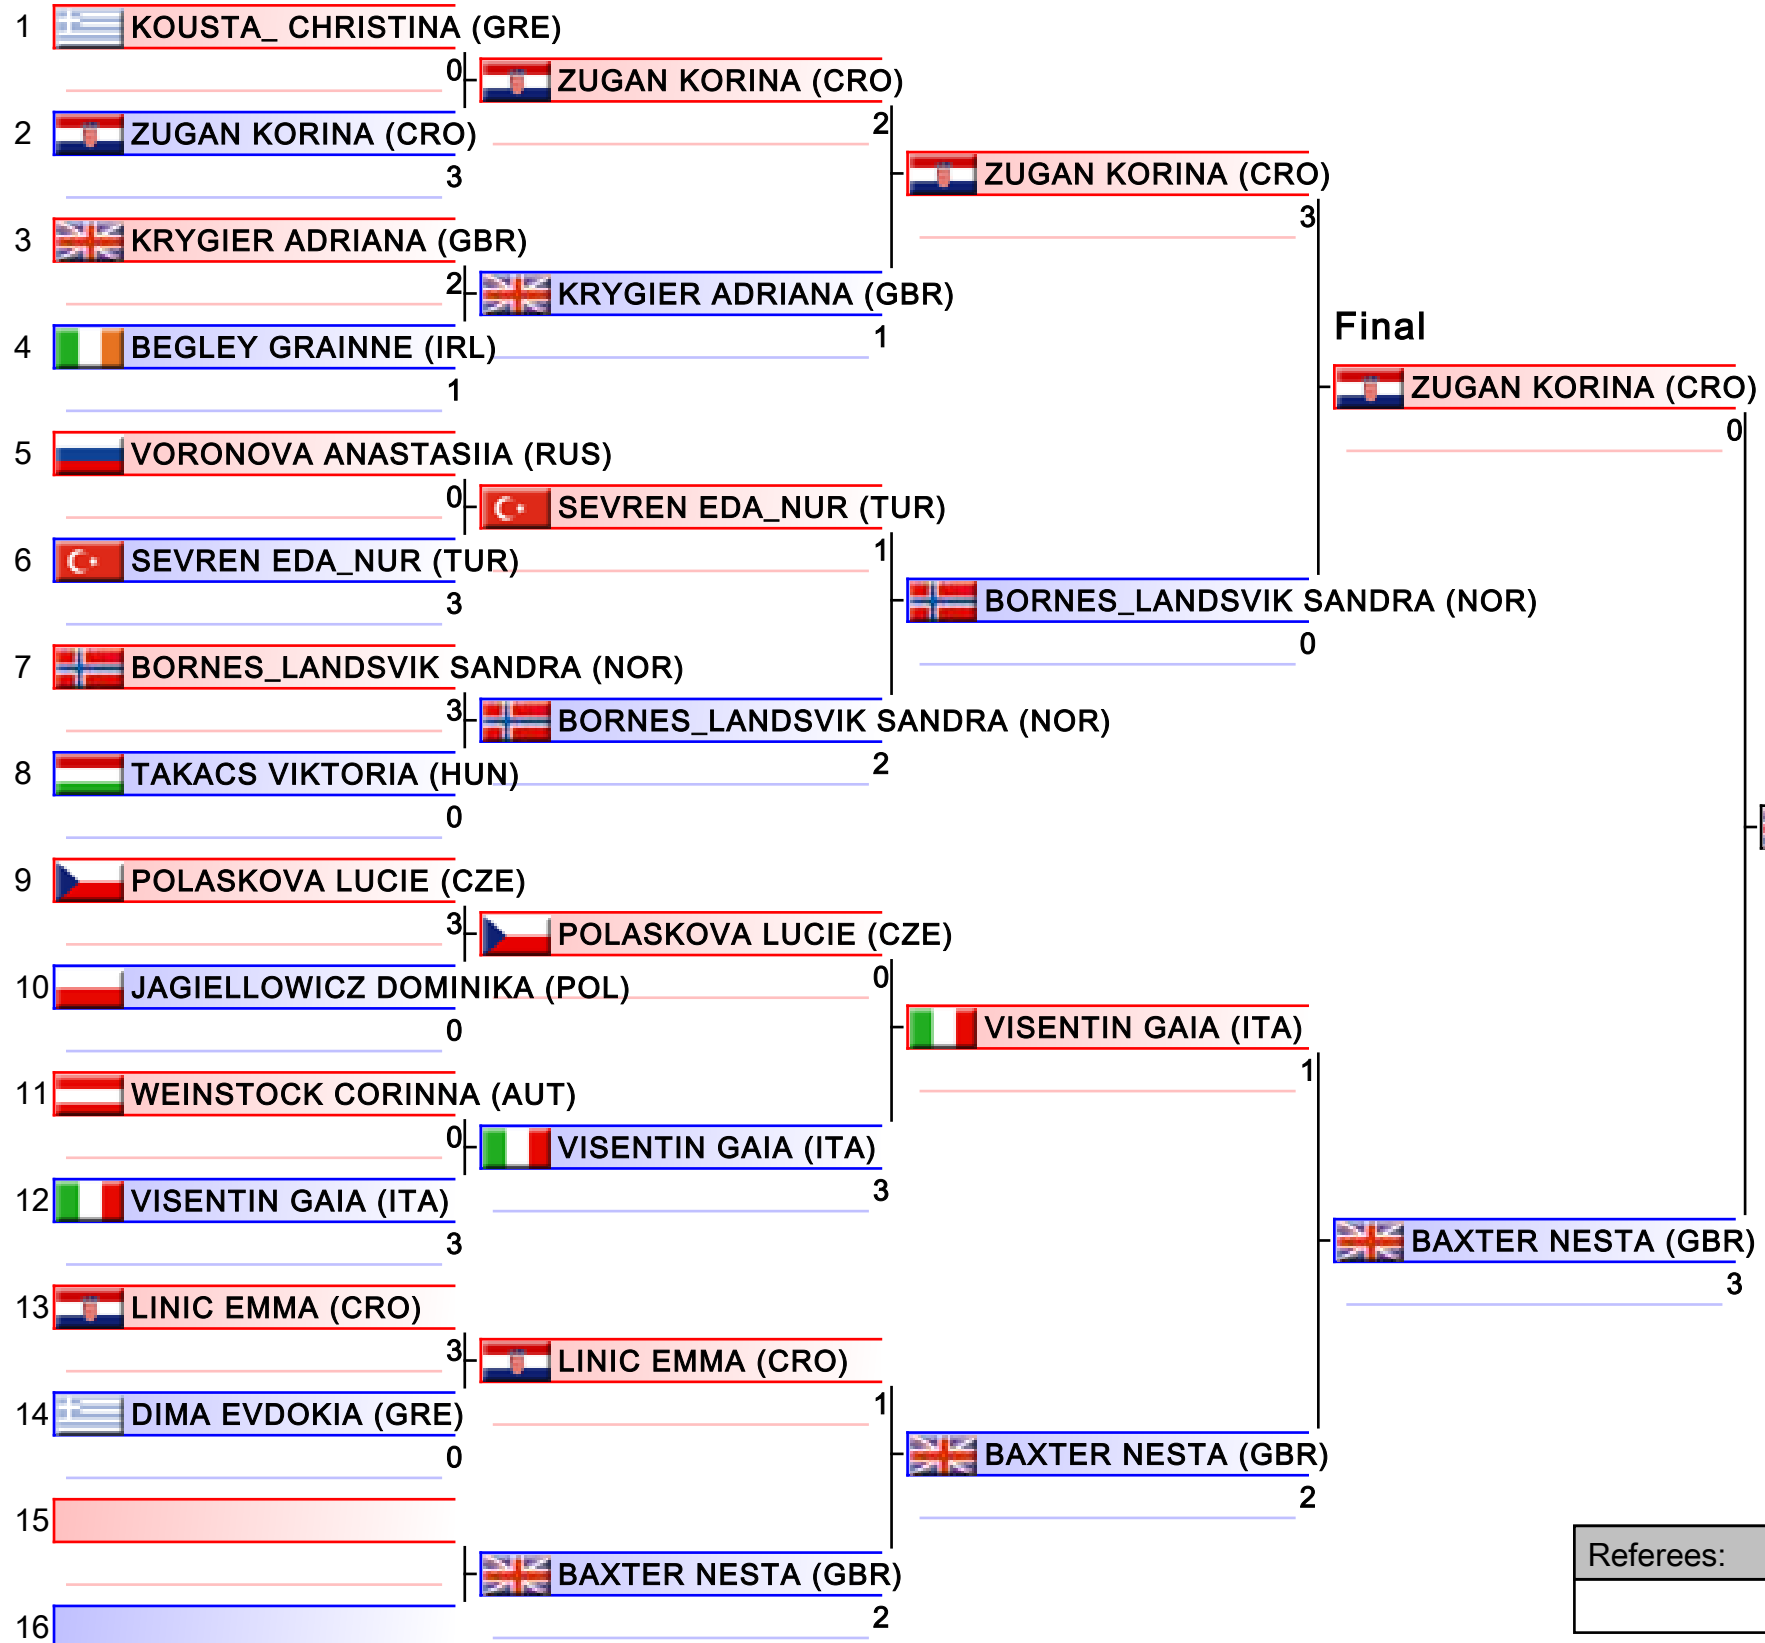 1 KOUSTA_ CHRISTINA (GRE)
0
ZUGAN KORINA (CRO)
2
2 ZUGAN KORINA (CRO)
3
ZUGAN KORINA (CRO)
3
3 KRYGIER ADRIANA (GBR)
2
KRYGIER ADRIANA (GBR)
1
4 BEGLEY GRAINNE (IRL)
1
Final
ZUGAN KORINA (CRO)
0
5 VORONOVA ANASTASIIA (RUS)
0
SEVREN EDA_NUR (TUR)
1
6 SEVREN EDA_NUR (TUR)
3
BORNES_LANDSVIK SANDRA (NOR)
0
7 BORNES_LANDSVIK SANDRA (NOR)
3
BORNES_LANDSVIK SANDRA (NOR)
2
8 TAKACS VIKTORIA (HUN)
0
9 POLASKOVA LUCIE (CZE)
3
POLASKOVA LUCIE (CZE)
0
10 JAGIELLOWICZ DOMINIKA (POL)
0
VISENTIN GAIA (ITA)
1
11 WEINSTOCK CORINNA (AUT)
0
VISENTIN GAIA (ITA)
3
12 VISENTIN GAIA (ITA)
3
BAXTER NESTA (GBR)
3
13 LINIC EMMA (CRO)
3
LINIC EMMA (CRO)
1
14 DIMA EVDOKIA (GRE)
0
BAXTER NESTA (GBR)
2
15
BAXTER NESTA (GBR)
2
16
Referees: